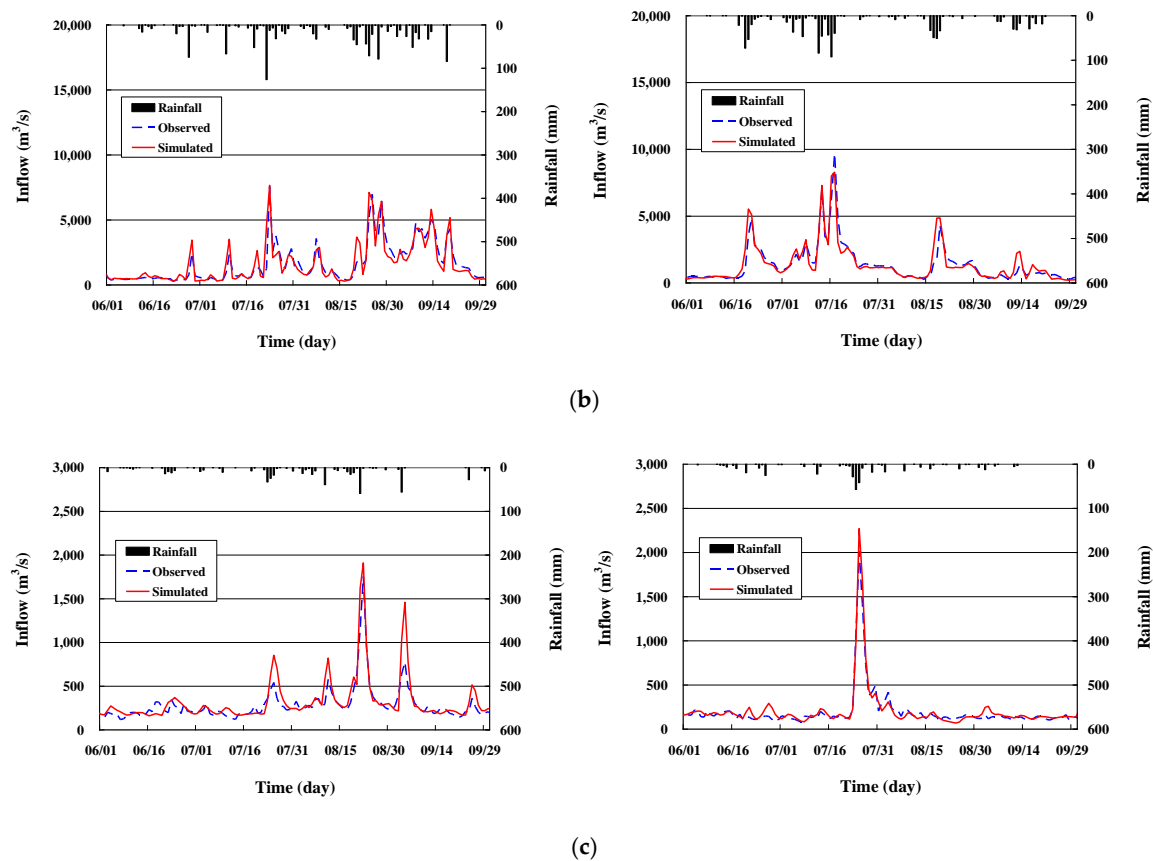 20,000
15,000
10,000
5,000
0
Inflow (m³/s)
0
100
200
300
400
500
600
Rainfall (mm)
Rainfall
Observed
Simulated
06/01 06/16 07/01 07/16 07/31 08/15 08/30 09/14 09/29
Time (day)
20,000
15,000
10,000
5,000
0
Inflow (m³/s)
0
100
200
300
400
500
600
Rainfall (mm)
Rainfall
Observed
Simulated
06/01 06/16 07/01 07/16 07/31 08/15 08/30 09/14 09/29
Time (day)
(b)
3,000
2,500
2,000
1,500
1,000
500
0
Inflow (m³/s)
0
100
200
300
400
500
600
Rainfall (mm)
Rainfall
Observed
Simulated
06/01 06/16 07/01 07/16 07/31 08/15 08/30 09/14 09/29
Time (day)
3,000
2,500
2,000
1,500
1,000
500
0
Inflow (m³/s)
0
100
200
300
400
500
600
Rainfall (mm)
Rainfall
Observed
Simulated
06/01 06/16 07/01 07/16 07/31 08/15 08/30 09/14 09/29
Time (day)
(c)